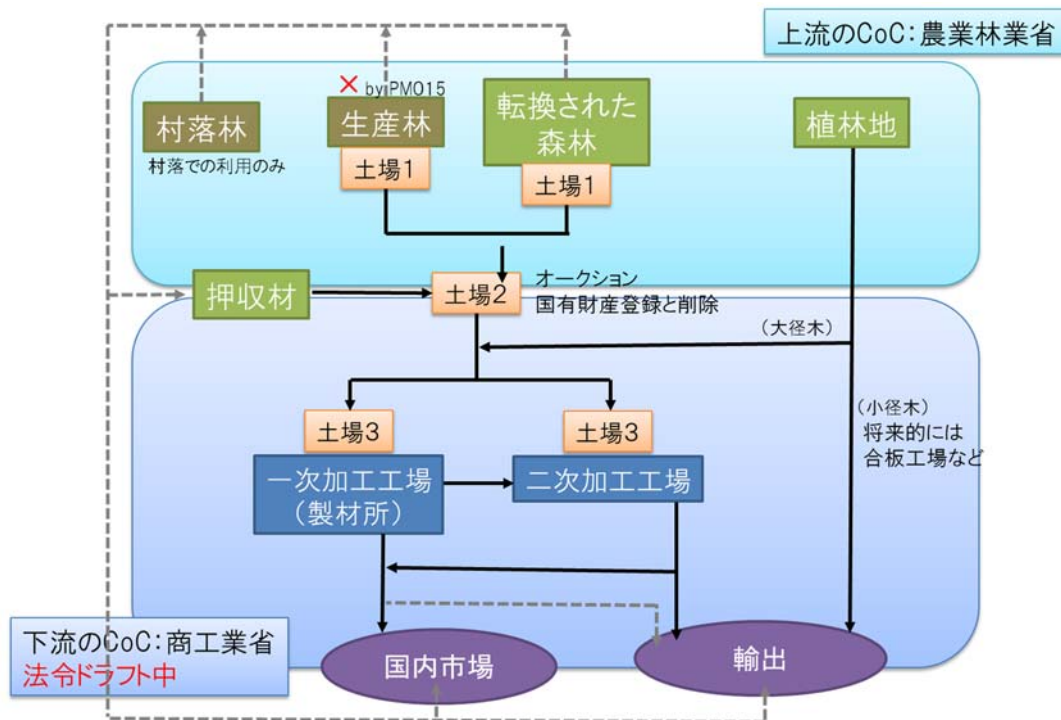 上流のCoC：農業林業省
× by PMO15
村落林
生産林
転換された
森林
植林地
村落での利用のみ
土場1
土場1
押収材
土場2
オークション
国有財産登録と削除
（大径木）
（小径木）
将来的には
合板工場など
土場3
土場3
一次加工工場
（製材所）
二次加工工場
下流のCoC：商工業省
法令ドラフト中
国内市場
輸出